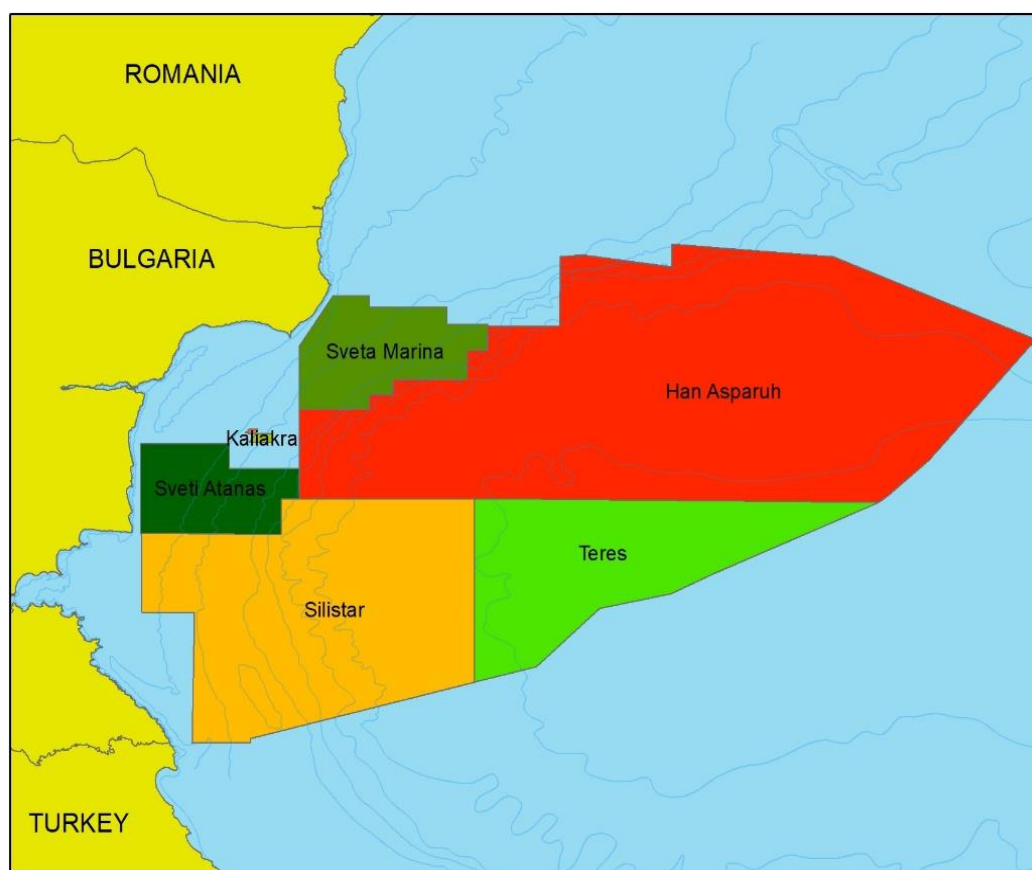 ROMANIA
BULGARIA
Sveta Marina
Han Asparuh
Kaliakra
Sveti Atanas
Teres
Silistar
TURKEY